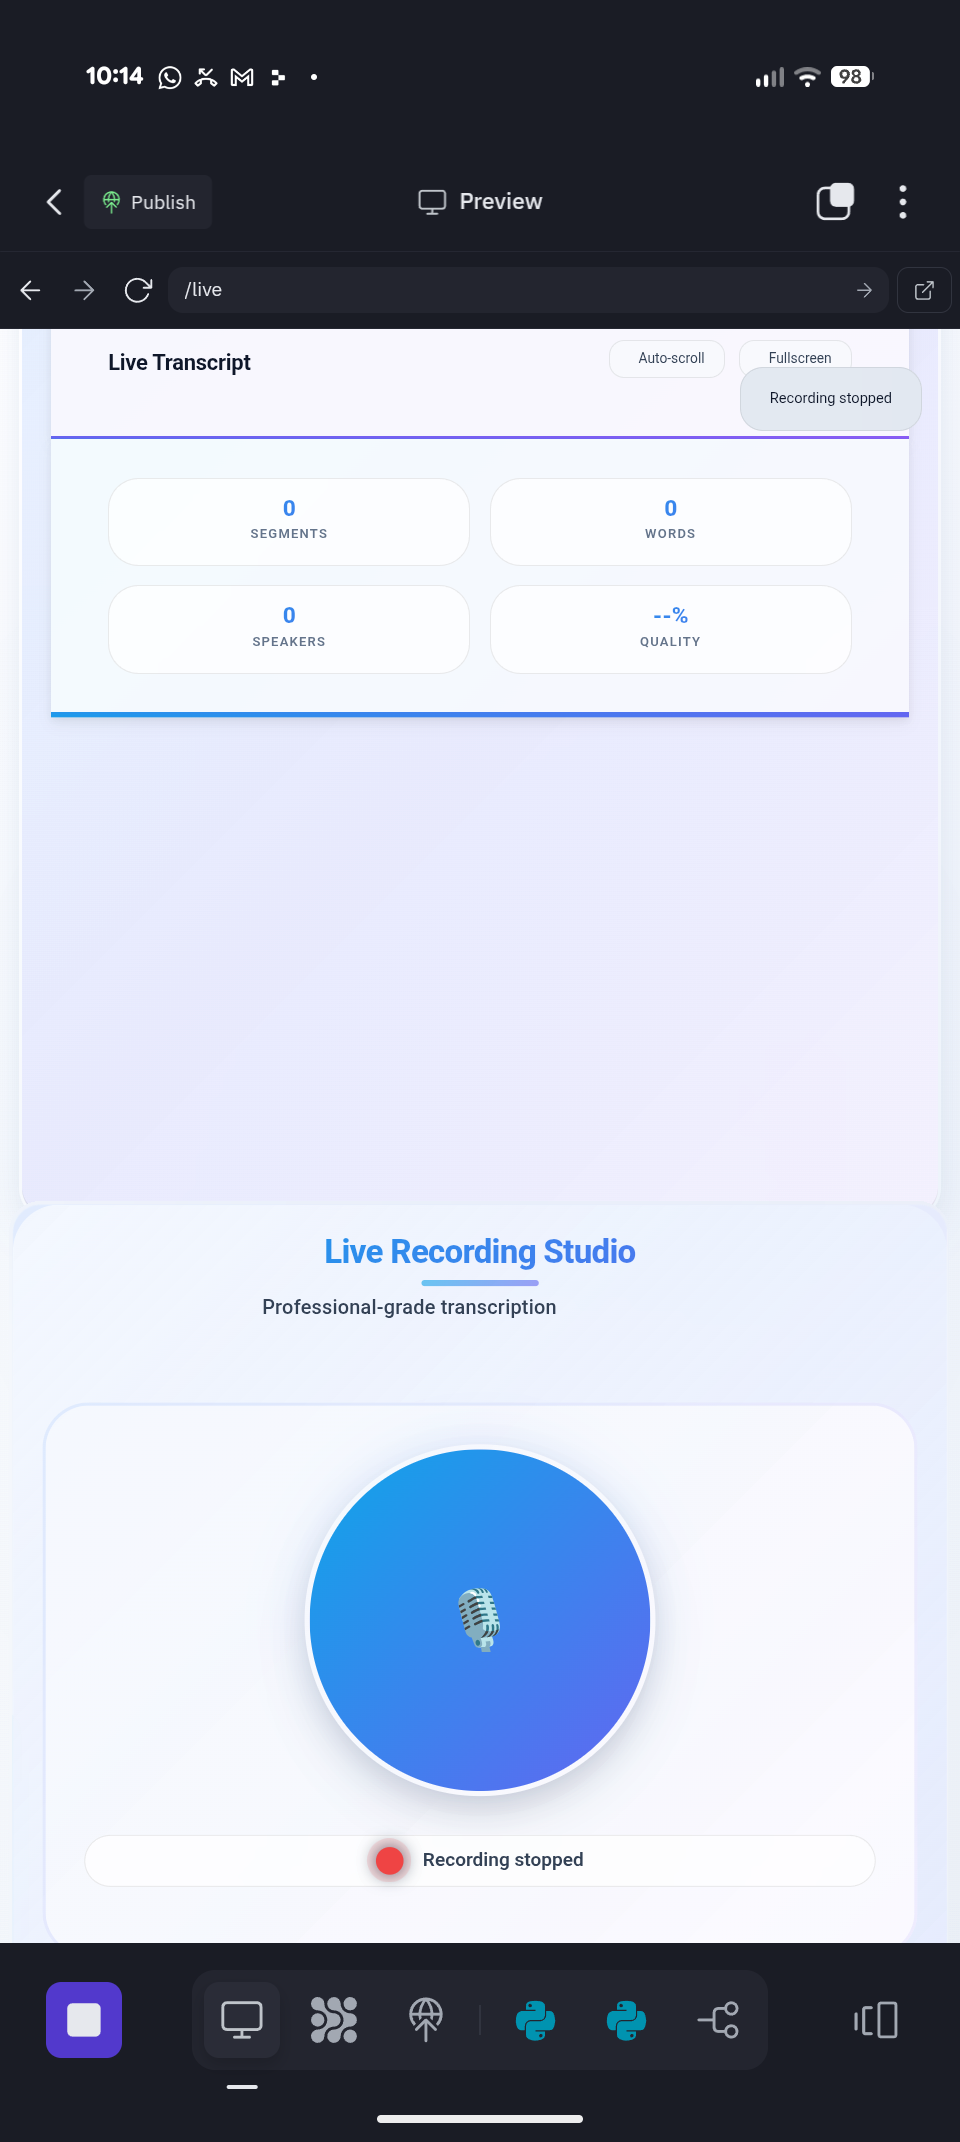 10:14
98
Publish
Preview
/live
Live Transcript
Auto-scroll
Fullscreen
Recording stopped
0
SEGMENTS
0
WORDS
0
SPEAKERS
--%
QUALITY
Live Recording Studio
Professional-grade transcription
Recording stopped